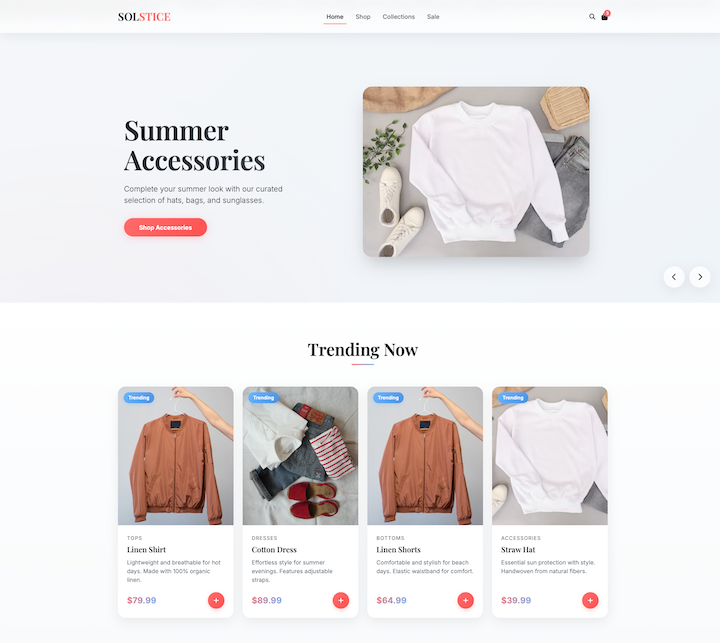 SOLSTICE
Home Shop Collections Sale
Summer
Accessories
Complete your summer look with our curated
selection of hats, bags, and sunglasses.
Shop Accessories
Trending Now
Trending
TOPS
Linen Shirt
Lightweight and breathable for hot
days. Made with 100% organic
linen.
$79.99
Trending
DRESSES
Cotton Dress
Effortless style for summer
evenings. Features adjustable
straps.
$89.99
Trending
BOTTOMS
Linen Shorts
Comfortable and stylish for beach
days. Elastic waistband for comfort.
$64.99
Trending
ACCESSORIES
Straw Hat
Essential sun protection with style.
Handwoven from natural fibers.
$39.99